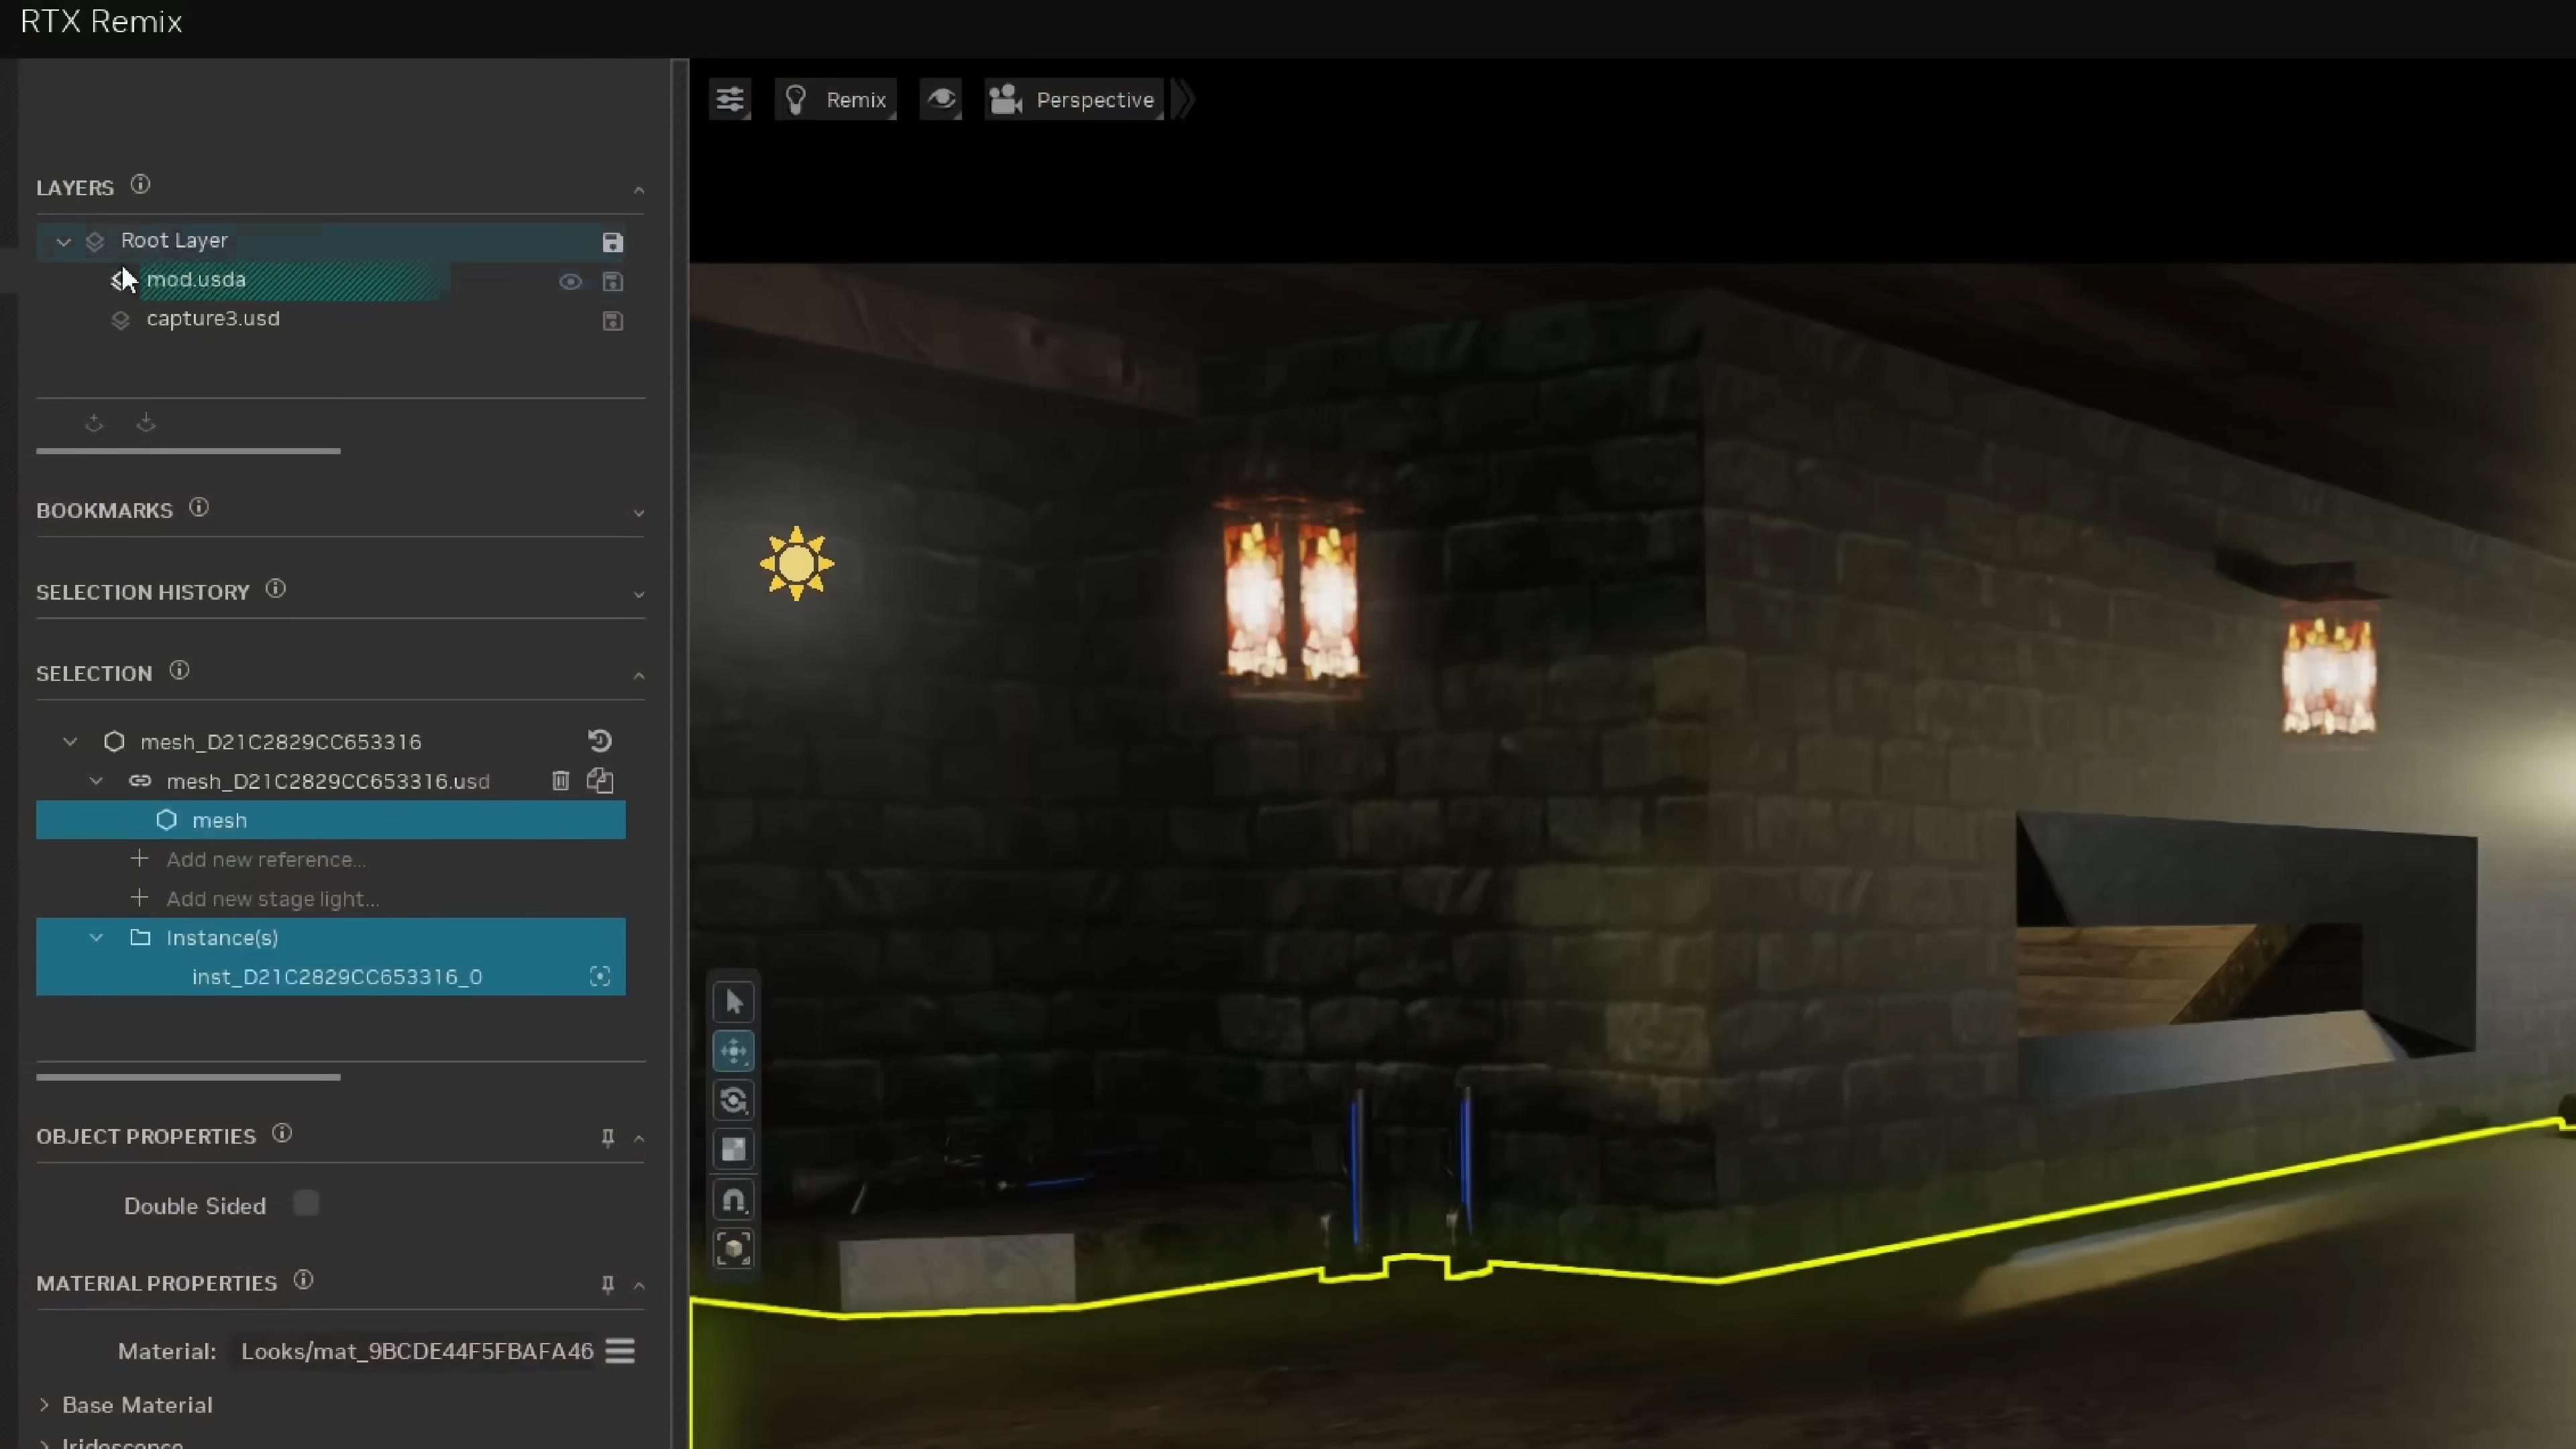 RTX Remix
Remix
Perspective
LAYERS
Root Layer
mod.usda
capture3.usd
BOOKMARKS
SELECTION HISTORY
SELECTION
mesh_D21C2829CC653316
mesh_D21C2829CC653316.usd
mesh
Add new reference...
Add new stage light...
Instance(s)
inst_D21C2829CC653316_0
OBJECT PROPERTIES
Double Sided
MATERIAL PROPERTIES
Material: Looks/mat_9BCDE44F5FBAFA46
Base Material
Iridescence